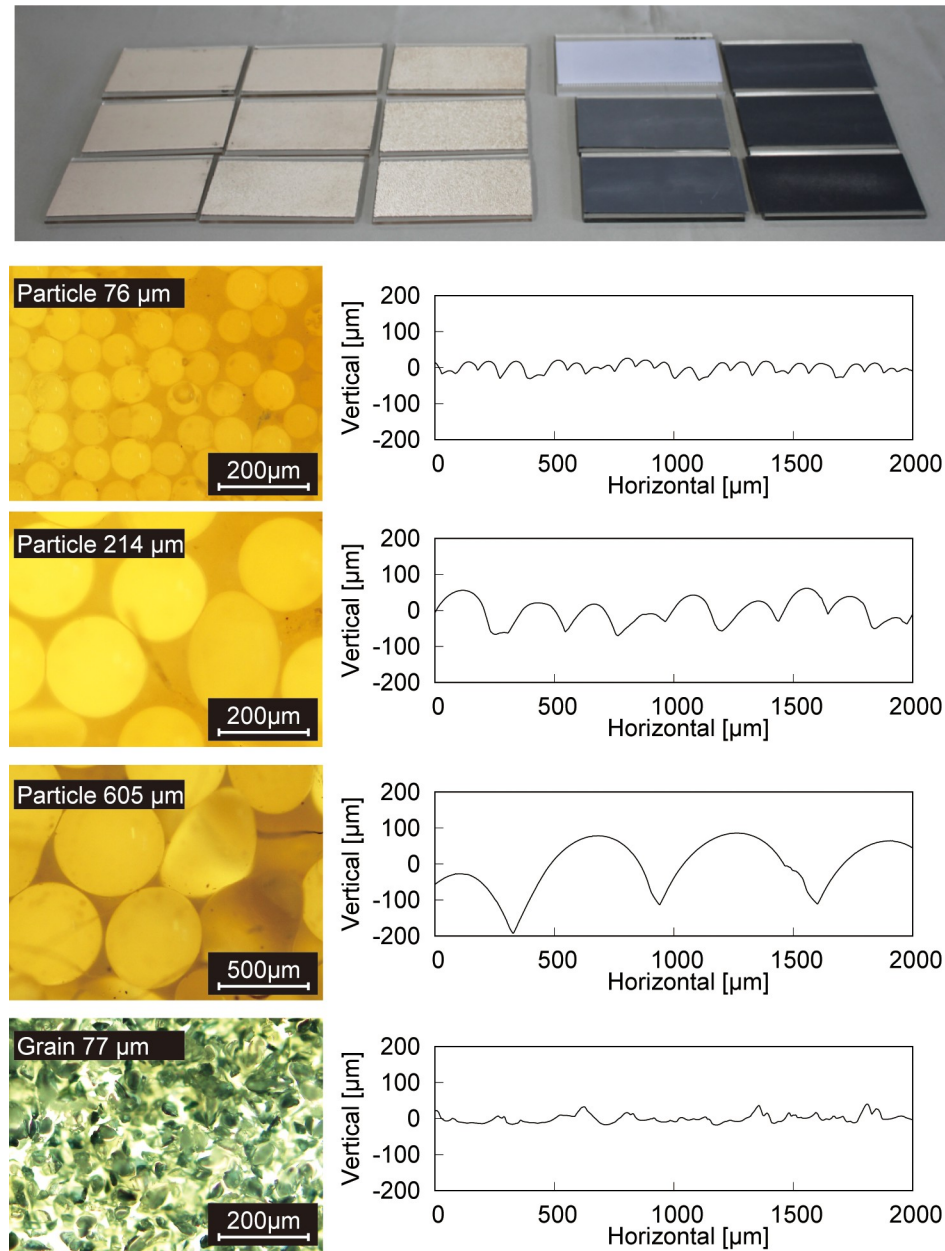 Particle 76 µm
200µm
200
100
0
-100
-200
Vertical [µm]
0 500 1000 1500 2000
Horizontal [µm]
Particle 214 µm
200µm
200
100
0
-100
-200
Vertical [µm]
0 500 1000 1500 2000
Horizontal [µm]
Particle 605 µm
500µm
200
100
0
-100
-200
Vertical [µm]
0 500 1000 1500 2000
Horizontal [µm]
Grain 77 µm
200µm
200
100
0
-100
-200
Vertical [µm]
0 500 1000 1500 2000
Horizontal [µm]